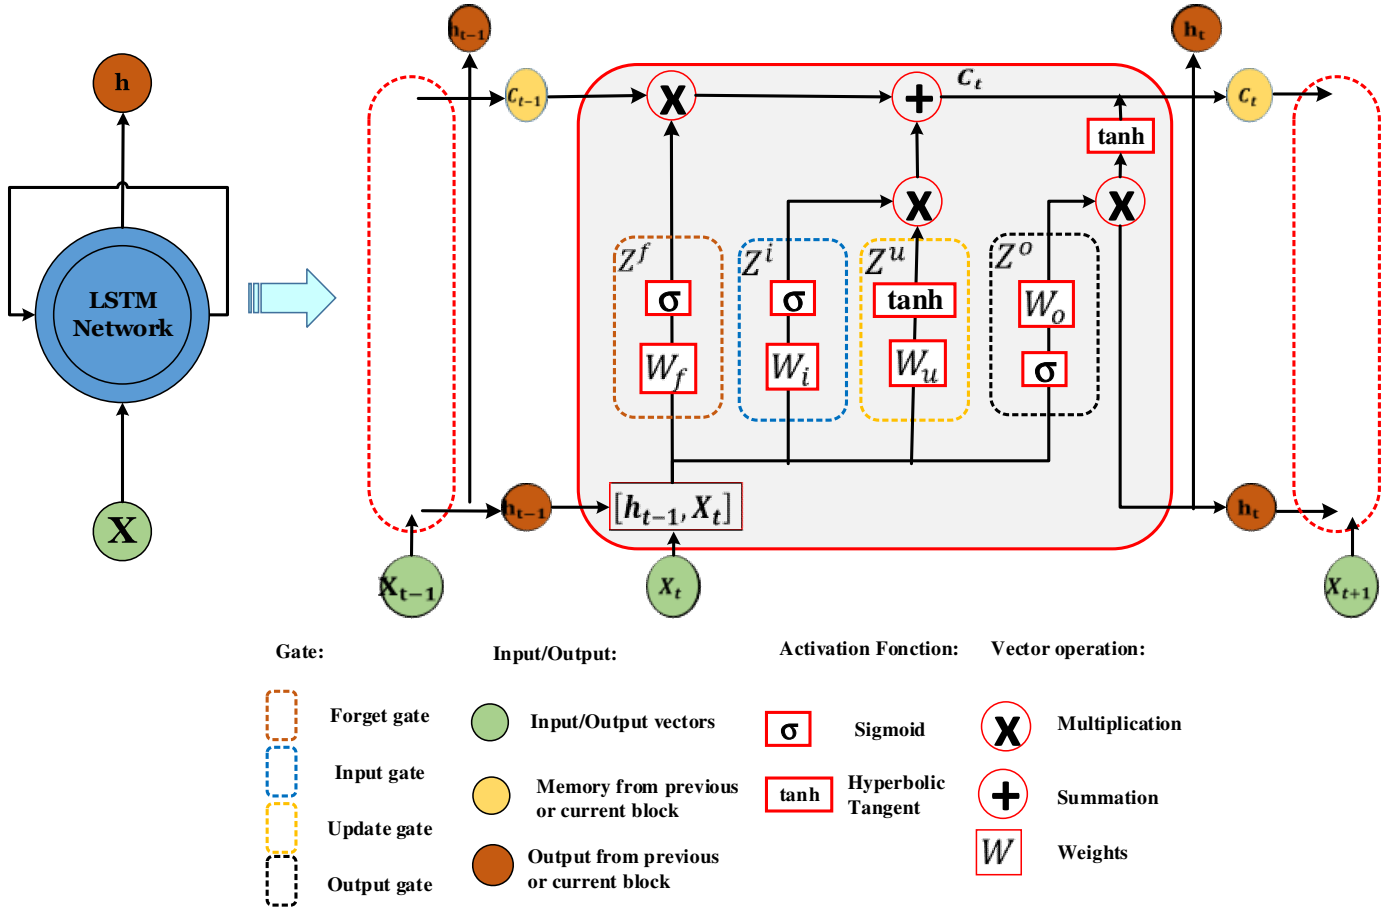 h
LSTM
Network
X
h_{t-1}
h_t
C_{t-1}
X
+
C_t
C_t
tanh
X
X
Z^f
Z^i
Z^u
Z^o
σ
σ
tanh
W_o
W_f
W_i
W_u
σ
h_{t-1}
[h_{t-1}, X_t]
h_t
X_{t-1}
X_t
X_{t+1}
Gate:
Forget gate
Input gate
Update gate
Output gate
Input/Output:
Input/Output vectors
Memory from previous
or current block
Output from previous
or current block
Activation Fonction:
σ
Sigmoid
tanh
Hyperbolic
Tangent
Vector operation:
X
Multiplication
+
Summation
W
Weights